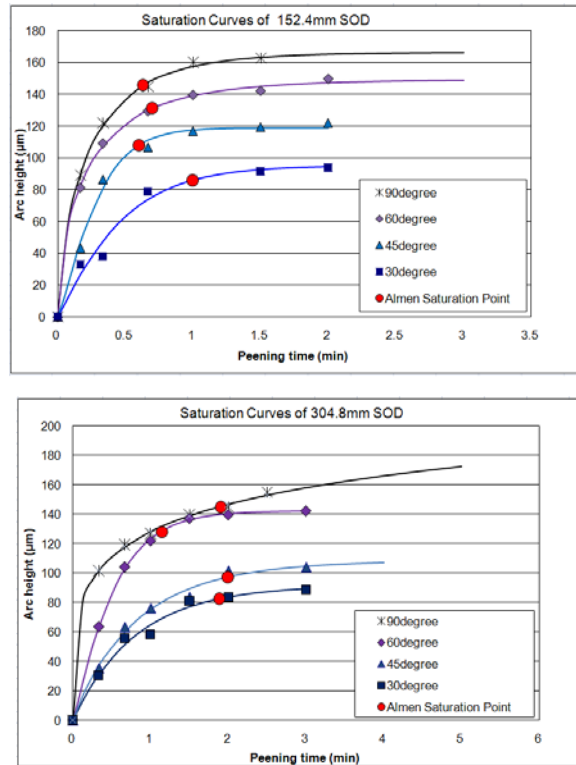 Saturation Curves of 152.4mm SOD
Arc height (µm)
180
160
140
120
100
80
60
40
20
0
90degree
60degree
45degree
30degree
Almen Saturation Point
0 0.5 1 1.5 2 2.5 3 3.5
Peening time (min)
Saturation Curves of 304.8mm SOD
Arc height (µm)
200
180
160
140
120
100
80
60
40
20
0
90degree
60degree
45degree
30degree
Almen Saturation Point
0 1 2 3 4 5 6
Peening time (min)